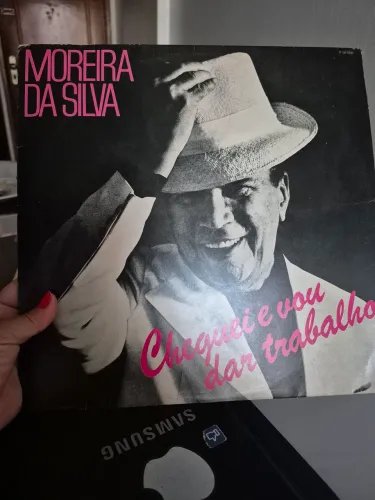 MOREIRA
DA SILVA
Cheguei e vou
dar trabalho
SAMSUNG